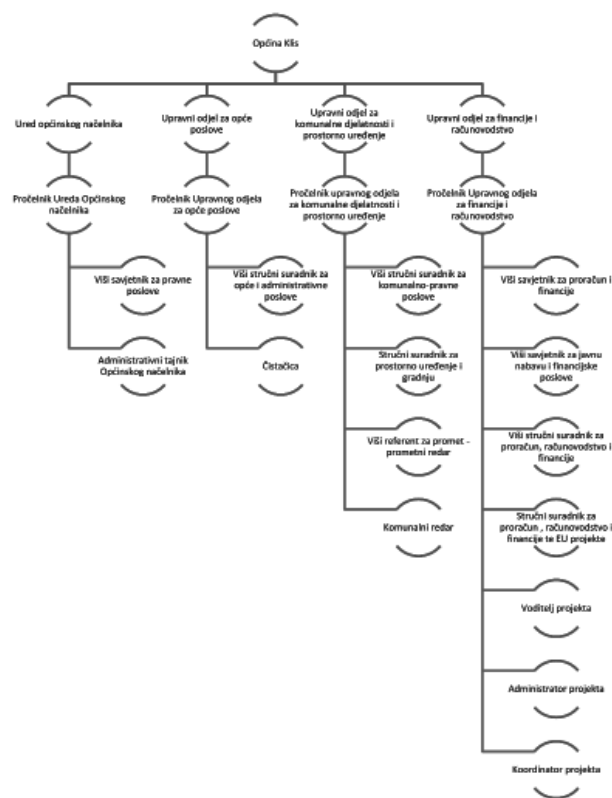 Općina Klis
Ured općinskog načelnika
Upravni odjel za opće
poslove
Upravni odjel za
komunalne djelatnosti i
prostorno uređenje
Upravni odjel za financije i
računovodstvo
Pročelnik Ureda Općinskog
načelnika
Pročelnik Upravnog odjela
za opće poslove
Pročelnik upravnog odjela
za komunalne djelatnosti i
prostorno uređenje
Pročelnik Upravnog odjela
za financije i
računovodstvo
Viši savjetnik za pravne
poslove
Administrativni tajnik
Općinskog načelnika
Viši stručni suradnik za
opće i administrativne
poslove
Čistačica
Viši stručni suradnik za
komunalno-pravne
poslove
Stručni suradnik za
prostorno uređenje i
gradnju
Viši referent za promet -
prometni redar
Komunalni redar
Viši savjetnik za proračun i
financije
Viši savjetnik za javnu
nabavu i financijske
poslove
Viši stručni suradnik za
proračun, računovodstvo i
financije
Stručni suradnik za
proračun , računovodstvo i
financije te EU projekte
Voditelj projekta
Administrator projekta
Koordinator projekta